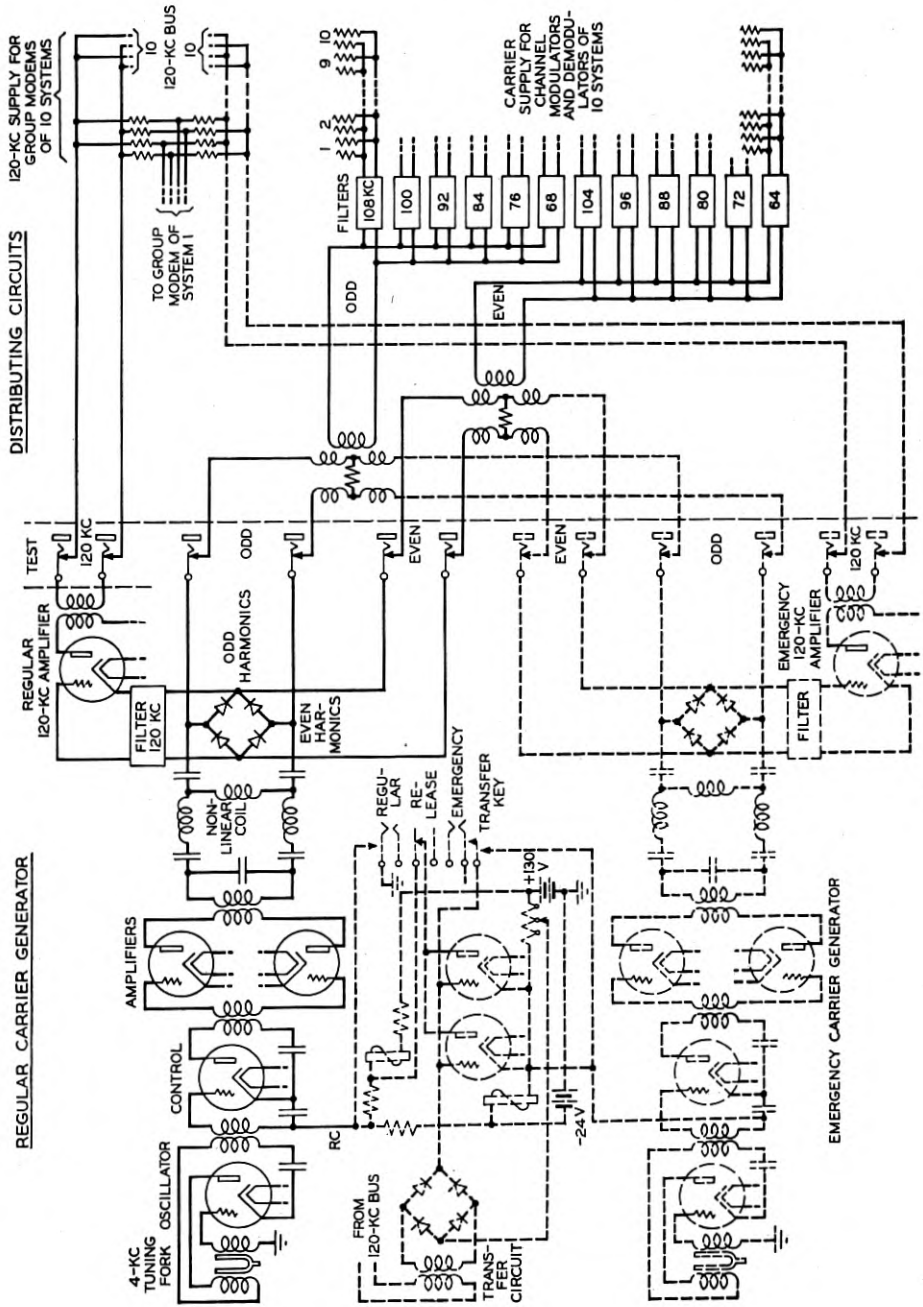 REGULAR CARRIER GENERATOR
DISTRIBUTING CIRCUITS
4-KC
TUNING
FORK
OSCILLATOR
CONTROL
AMPLIFIERS
NON-
LINEAR
COIL
REGULAR
120-KC AMPLIFIER
FILTER
120 KC
ODD
HARMONICS
EVEN
HAR-
MONICS
TEST
120 KC
ODD
EVEN
120-KC SUPPLY FOR
GROUP MODEMS
OF 10 SYSTEMS
10
120-KC BUS
10
TO GROUP
MODEM OF
SYSTEM 1
ODD
EVEN
FILTERS
1
2
9
10
108KC
100
92
84
76
68
104
96
88
80
72
64
CARRIER
SUPPLY FOR
CHANNEL
MODULATORS
AND DEMODU-
LATORS OF
10 SYSTEMS
RC
FROM
120-KC BUS
TRANS-
FER
CIRCUIT
-24V
+130
V
REGU-
LAR
RE-
LEASE
EMERGENCY
TRANSFER
KEY
EVEN
ODD
120 KC
FILTER
EMERGENCY
120-KC
AMPLIFIER
EMERGENCY CARRIER GENERATOR